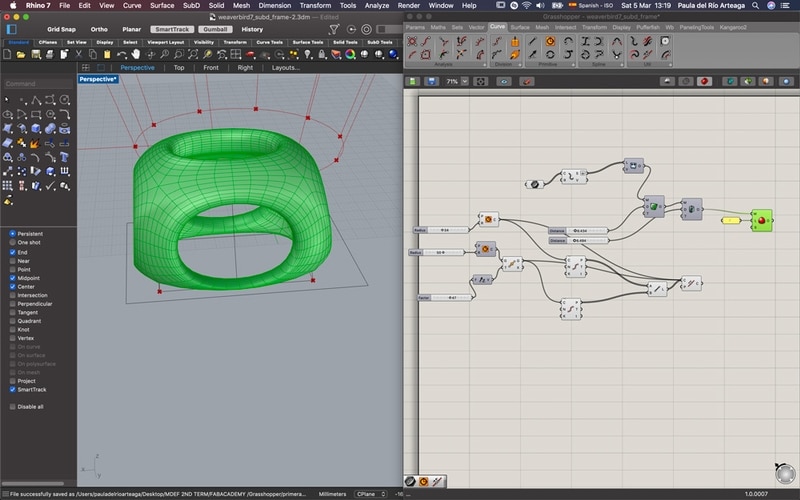 Rhino 7 File Edit View Curve Surface SubD Solid Mesh Dimension Transform Tools Analyze Render Panels Spanish - ISO Sat 5 Mar 13:19 Paula del Río Arteaga
weaverbird7_subd_frame-2.3dm — Edited
Grasshopper - weaverbird7_subd_frame*
Grid Snap Ortho Planar SmartTrack Gumball History
Params Maths Sets Vector Curve Surface Mesh Intersect Transform Display Pufferfish Wb PanelingTools Kangaroo2
Standard CPlanes Set View Display Select Viewport Layout Visibility Transform Curve Tools Surface Tools Solid Tools SubD Tools
Analysis Division Primitive Spline Util
Perspective Top Front Right Layouts...
71%
Perspective*
Command
Persistent
One shot
End
Near
Point
Midpoint
Center
Intersection
Perpendicular
Tangent
Quadrant
Knot
Vertex
On curve
On surface
On polysurface
On mesh
Project
SmartTrack
Disable all
Radius
Distance
Distance
Radius
Factor
z
x
y
File successfully saved as /Users/pauladelrioarteaga/Desktop/MDEF 2ND TERM/FABACADEMY /Grasshopper/primera... Millimeters CPlane
1.0.0007